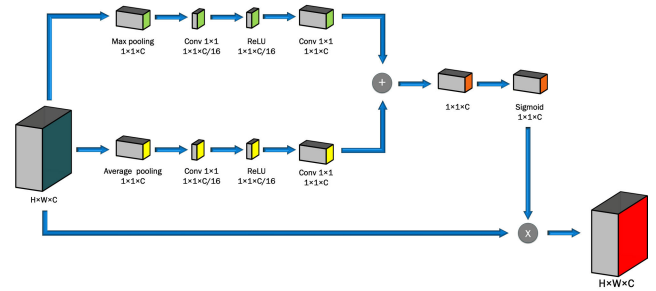 Max pooling
1×1×C
Conv 1×1
1×1×C/16
ReLU
1×1×C/16
Conv 1×1
1×1×C
+
1×1×C
Sigmoid
1×1×C
H×W×C
Average pooling
1×1×C
Conv 1×1
1×1×C/16
ReLU
1×1×C/16
Conv 1×1
1×1×C
X
H×W×C